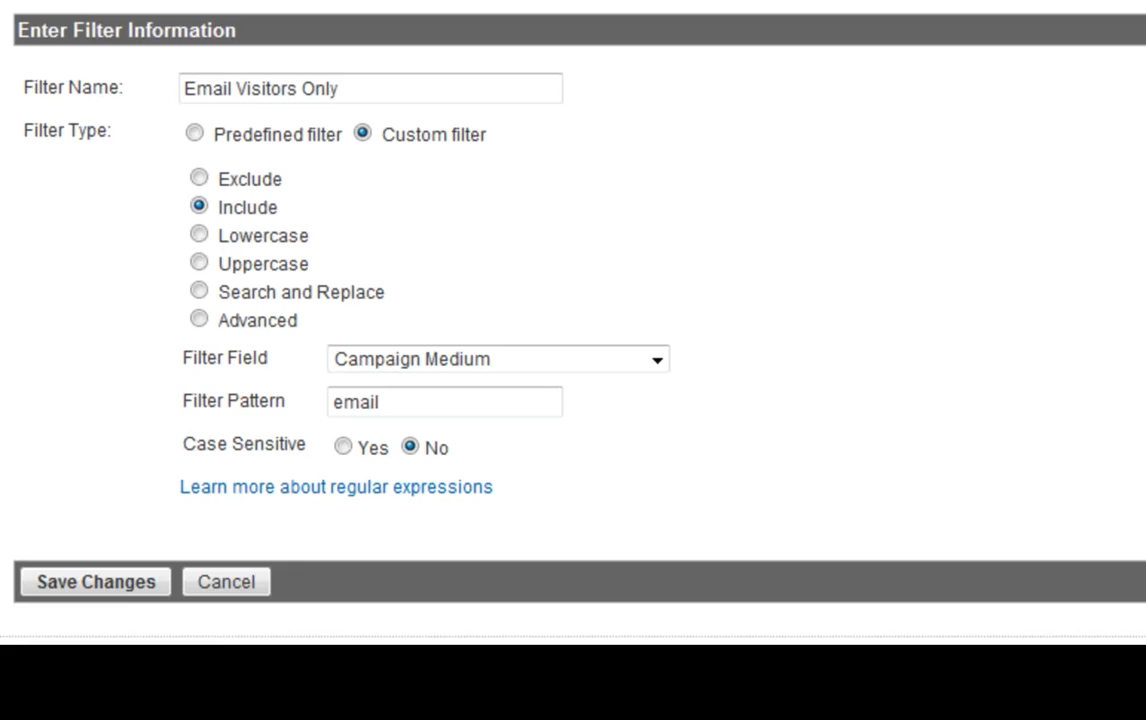 Enter Filter Information
Filter Name: Email Visitors Only
Filter Type: Predefined filter Custom filter
Exclude
Include
Lowercase
Uppercase
Search and Replace
Advanced
Filter Field Campaign Medium
Filter Pattern email
Case Sensitive Yes No
Learn more about regular expressions
Save Changes Cancel